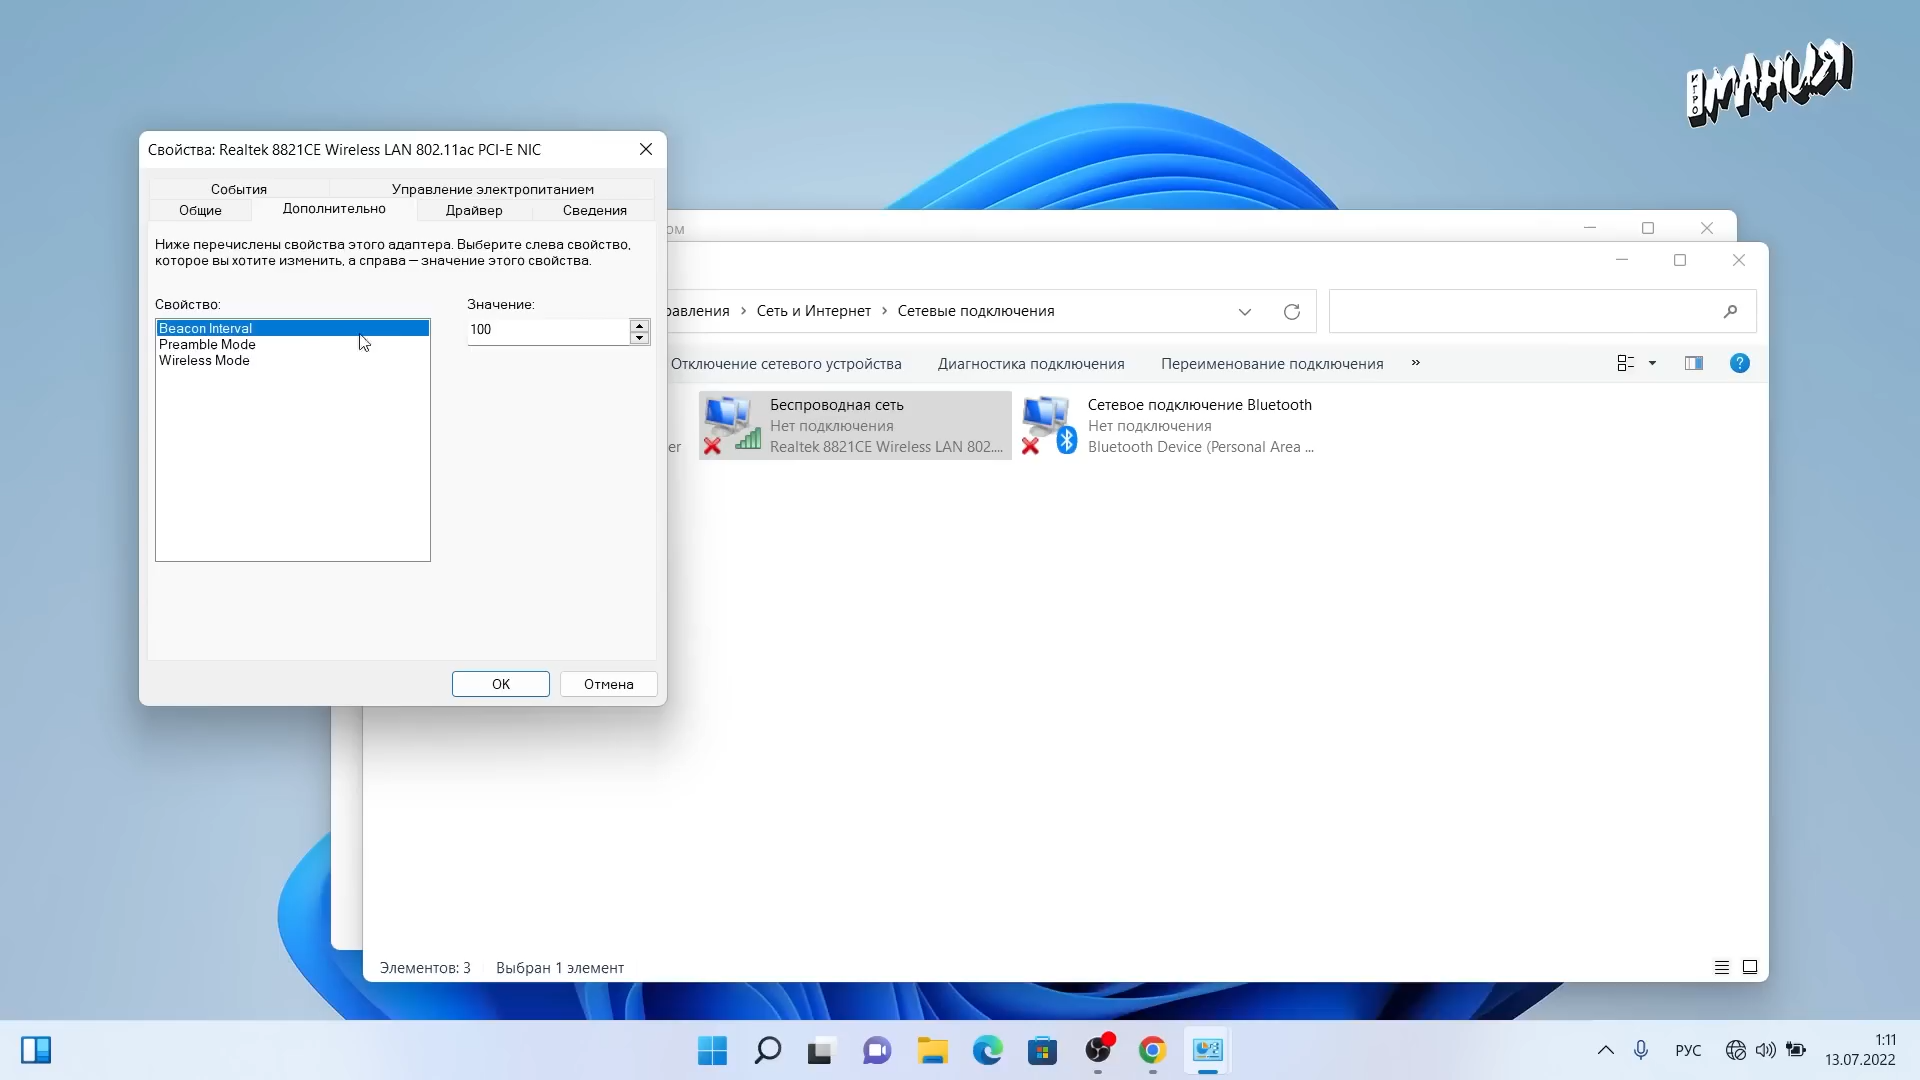 ИГРО
МАНИЯ
Свойства: Realtek 8821CE Wireless LAN 802.11ac PCI-E NIC
События
Управление электропитанием
Общие
Дополнительно
Драйвер
Сведения
Ниже перечислены свойства этого адаптера. Выберите слева свойство,
которое вы хотите изменить, а справа — значение этого свойства.
Свойство:
Значение:
Beacon Interval
Preamble Mode
Wireless Mode
100
OK
Отмена
ом
равления › Сеть и Интернет › Сетевые подключения
Отключение сетевого устройства
Диагностика подключения
Переименование подключения
»
?
er
Беспроводная сеть
Нет подключения
Realtek 8821CE Wireless LAN 802....
Сетевое подключение Bluetooth
Нет подключения
Bluetooth Device (Personal Area ...
Элементов: 3
Выбран 1 элемент
РУС
1:11
13.07.2022